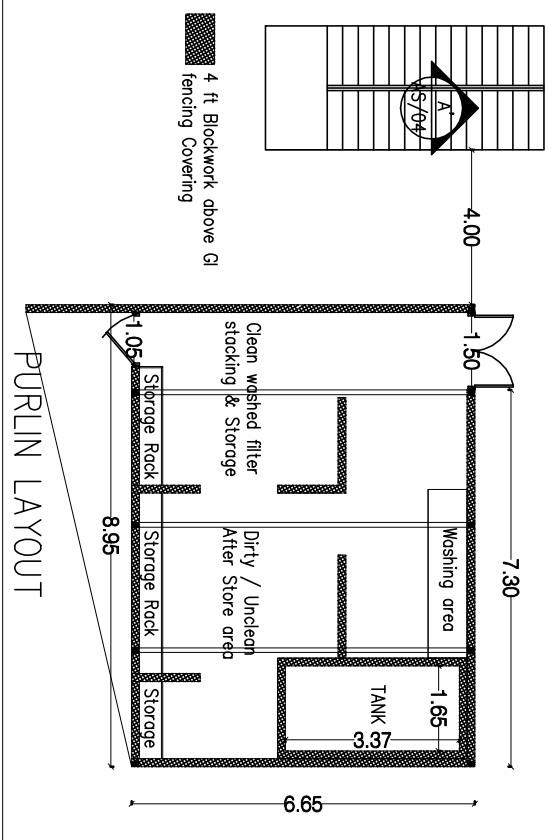 4 ft Blockwork above GI
fencing Covering
A'
AS/04
4.00
1.50
7.30
1.05
Clean washed filter
stacking & Storage
Storage Rack
Dirty / Unclean
After Store area
Storage Rack
Washing area
TANK
1.65
3.37
Storage
8.95
6.65
PURLIN LAYOUT